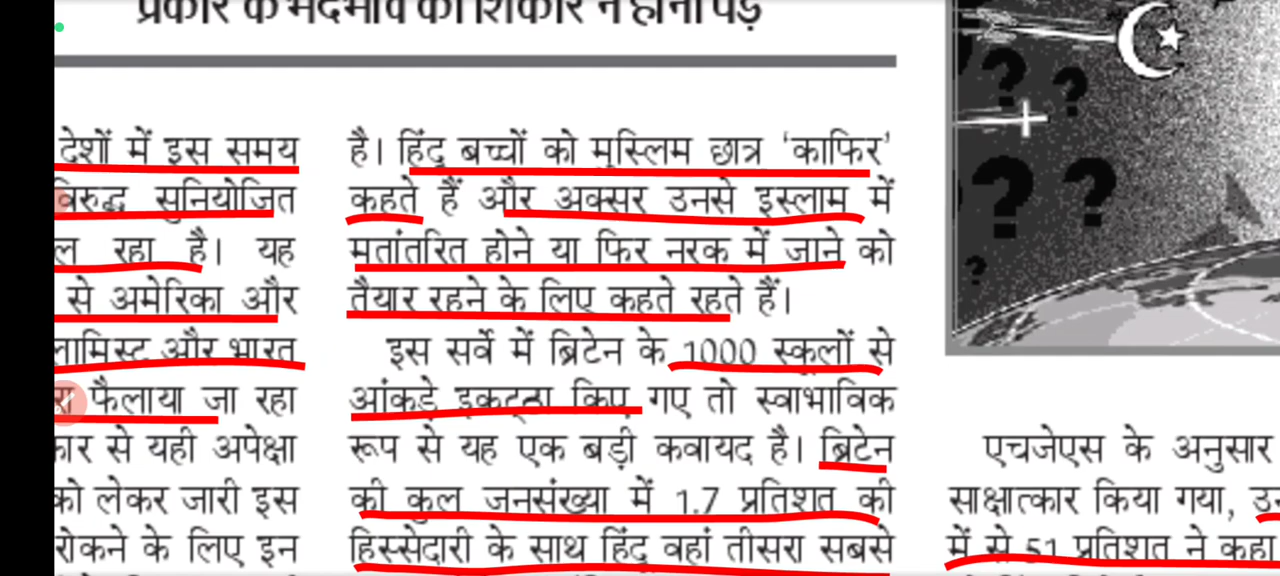 प्रकार के भेदभाव का शिकार न होना पड़े
देशों में इस समय
विरुद्ध सुनियोजित
ल रहा है। यह
से अमेरिका और
लामिस्ट और भारत
रा फैलाया जा रहा
कार से यही अपेक्षा
को लेकर जारी इस
रोकने के लिए इन
है। हिंदू बच्चों को मुस्लिम छात्र 'काफिर'
कहते हैं और अक्सर उनसे इस्लाम में
मतांतरित होने या फिर नरक में जाने को
तैयार रहने के लिए कहते रहते हैं।
इस सर्वे में ब्रिटेन के 1000 स्कूलों से
आंकड़े इकट्ठा किए गए तो स्वाभाविक
रूप से यह एक बड़ी कवायद है। ब्रिटेन
की कुल जनसंख्या में 1.7 प्रतिशत की
हिस्सेदारी के साथ हिंदू वहां तीसरा सबसे
? ? ? ? ?
एचजेएस के अनुसार
साक्षात्कार किया गया, उन
में से 51 प्रतिशत ने कहा